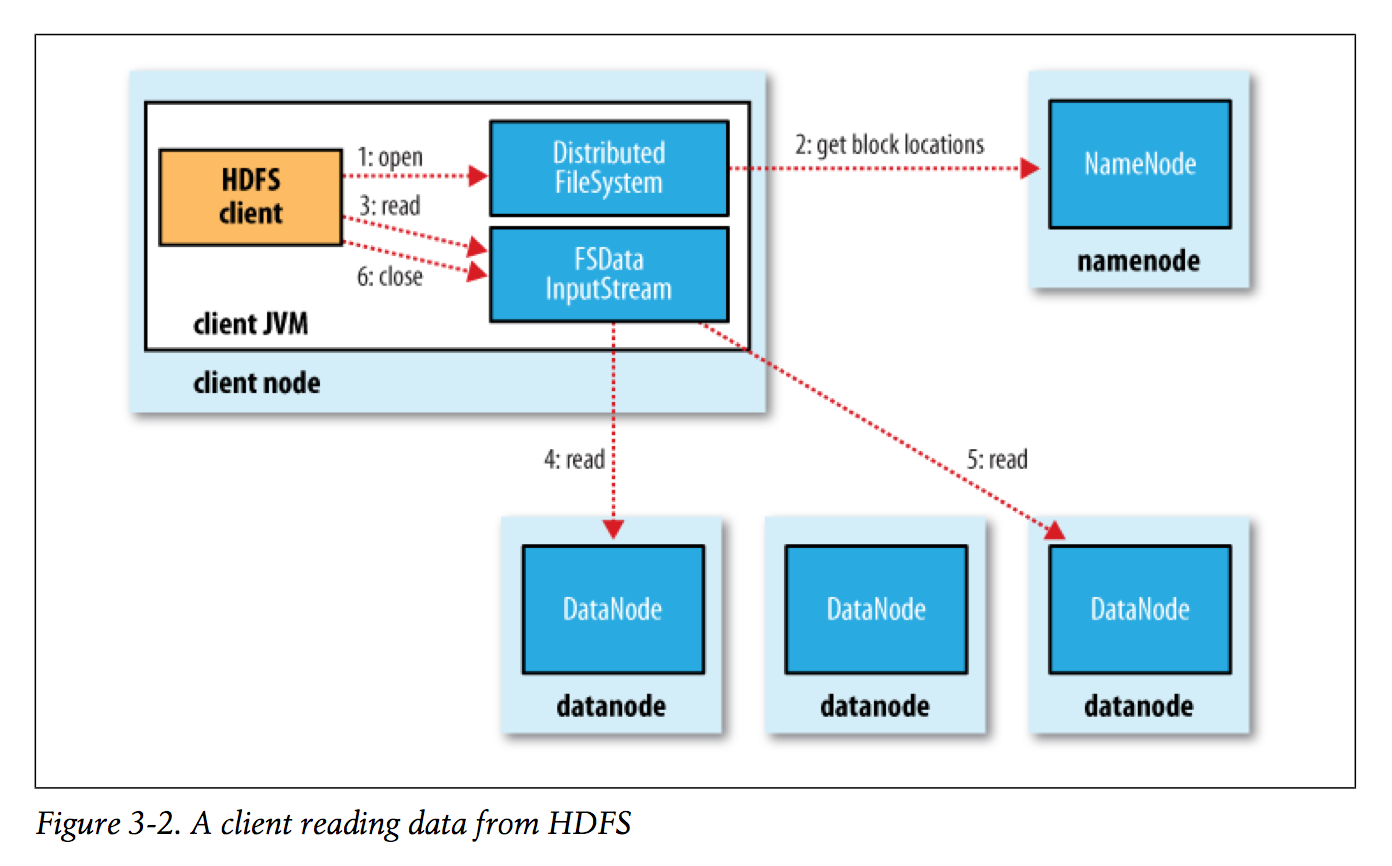 HDFS
client
1: open
3: read
6: close
Distributed
FileSystem
FSData
InputStream
client JVM
client node
2: get block locations
NameNode
namenode
4: read
5: read
DataNode
datanode
DataNode
datanode
DataNode
datanode
Figure 3-2. A client reading data from HDFS